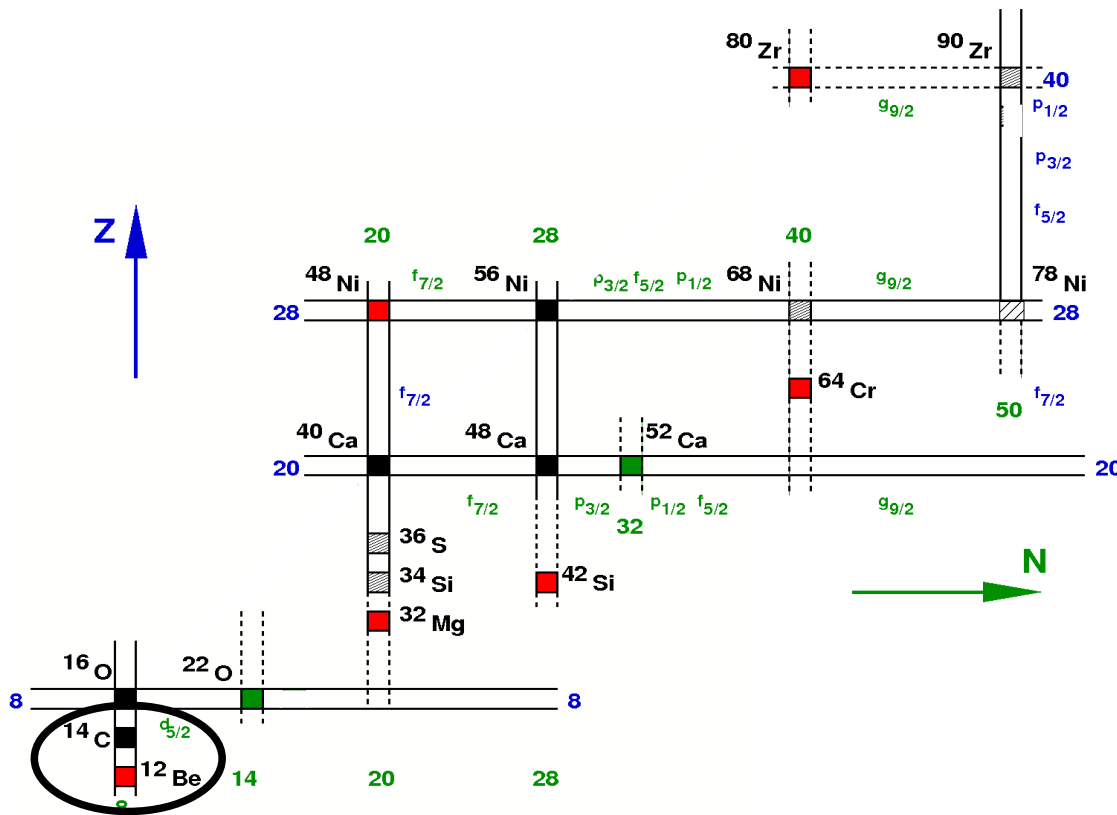 80 Zr 90 Zr
40
g9/2 p1/2
p3/2
Z f5/2
20 28 40
48 Ni f7/2 56 Ni p3/2 f5/2 p1/2 68 Ni g9/2 78 Ni
28 28
64 Cr
f7/2 f7/2
50
40 Ca 48 Ca 52 Ca
20 20
f7/2 p3/2 p1/2 f5/2 g9/2
32
36 S
N
34 Si 42 Si
32 Mg
16 O 22 O
8 8
14 C d5/2
12 Be 14 20 28
8